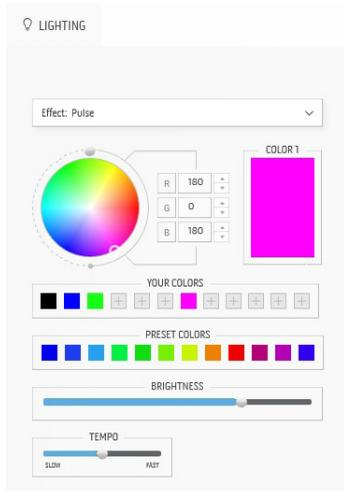 LIGHTING
Effect: Pulse
COLOR 1
R 180
G 0
B 180
YOUR COLORS
PRESET COLORS
BRIGHTNESS
TEMPO
SLOW FAST